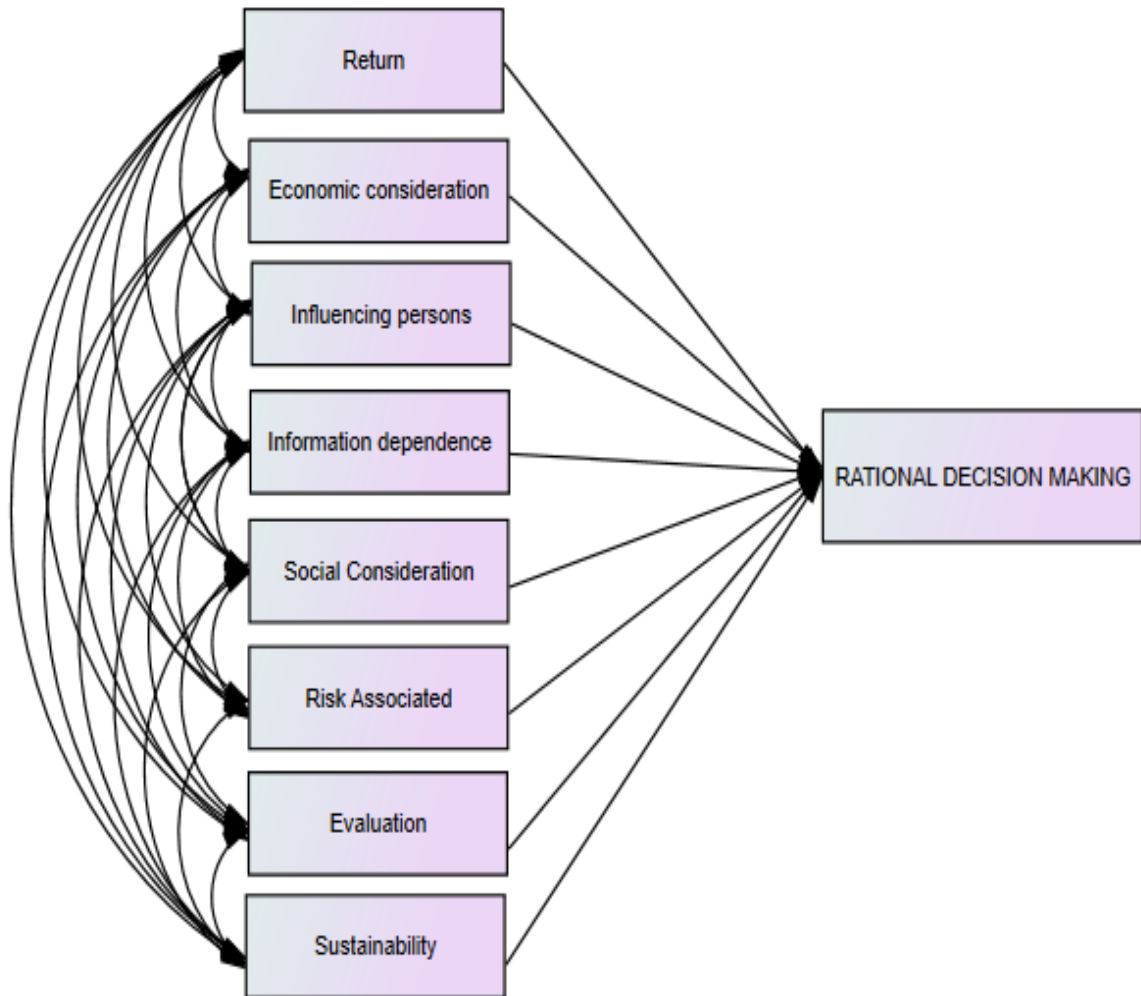 Return
Economic consideration
Influencing persons
Information dependence
RATIONAL DECISION MAKING
Social Consideration
Risk Associated
Evaluation
Sustainability